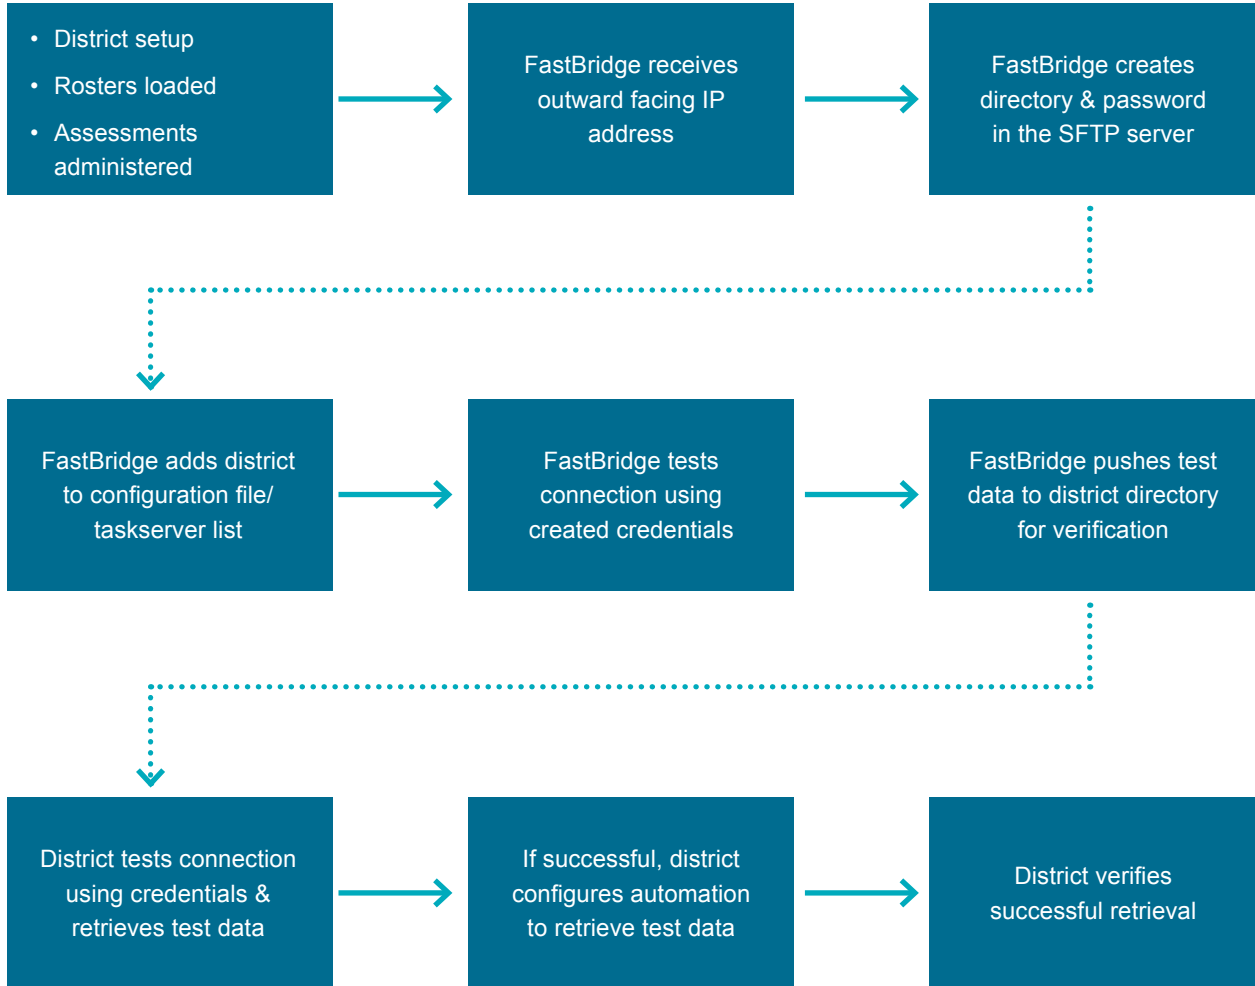 • District setup
• Rosters loaded
• Assessments
administered
FastBridge receives
outward facing IP
address
FastBridge creates
directory & password
in the SFTP server
FastBridge adds district
to configuration file/
taskserver list
FastBridge tests
connection using
created credentials
FastBridge pushes test
data to district directory
for verification
District tests connection
using credentials &
retrieves test data
If successful, district
configures automation
to retrieve test data
District verifies
successful retrieval